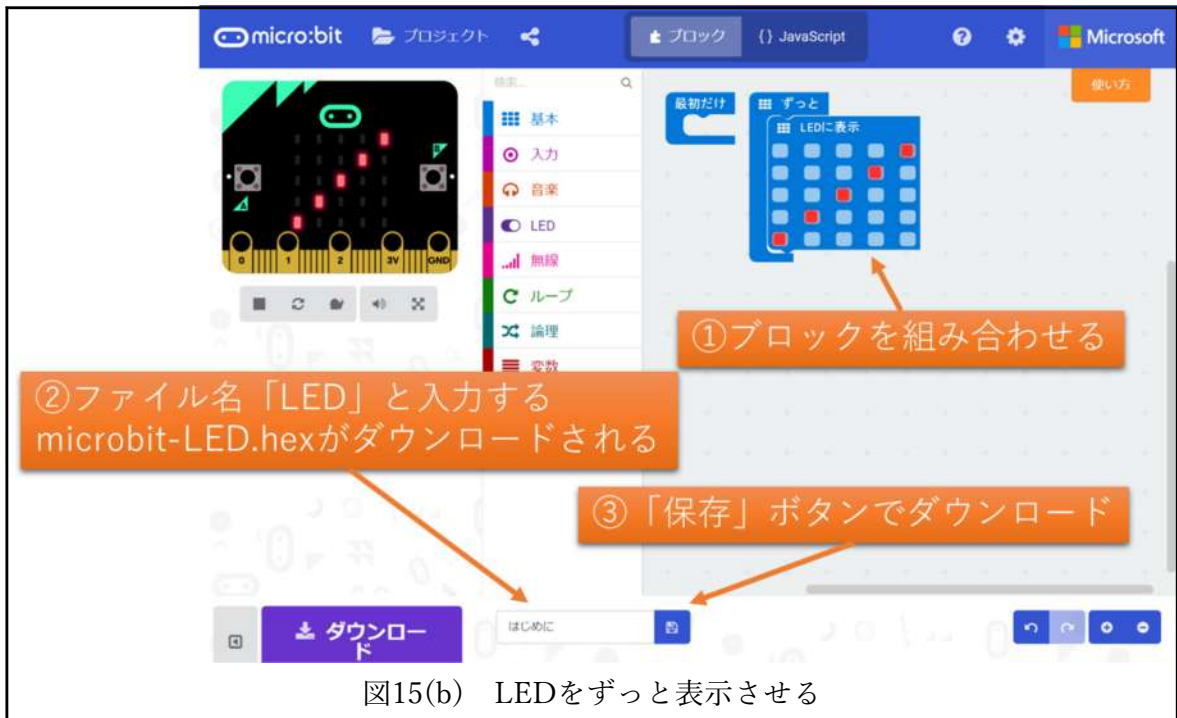 micro:bit
プロジェクト
ブロック
{} JavaScript
Microsoft
検索...
使い方
基本
入力
音楽
LED
無線
ループ
論理
変数
最初だけ
ずっと
LEDに表示
A
B
0
1
2
3V
GND
①ブロックを組み合わせる
②ファイル名「LED」と入力する
microbit-LED.hexがダウンロードされる
③「保存」ボタンでダウンロード
ダウンロー
ド
はじめに
図15(b) LEDをずっと表示させる